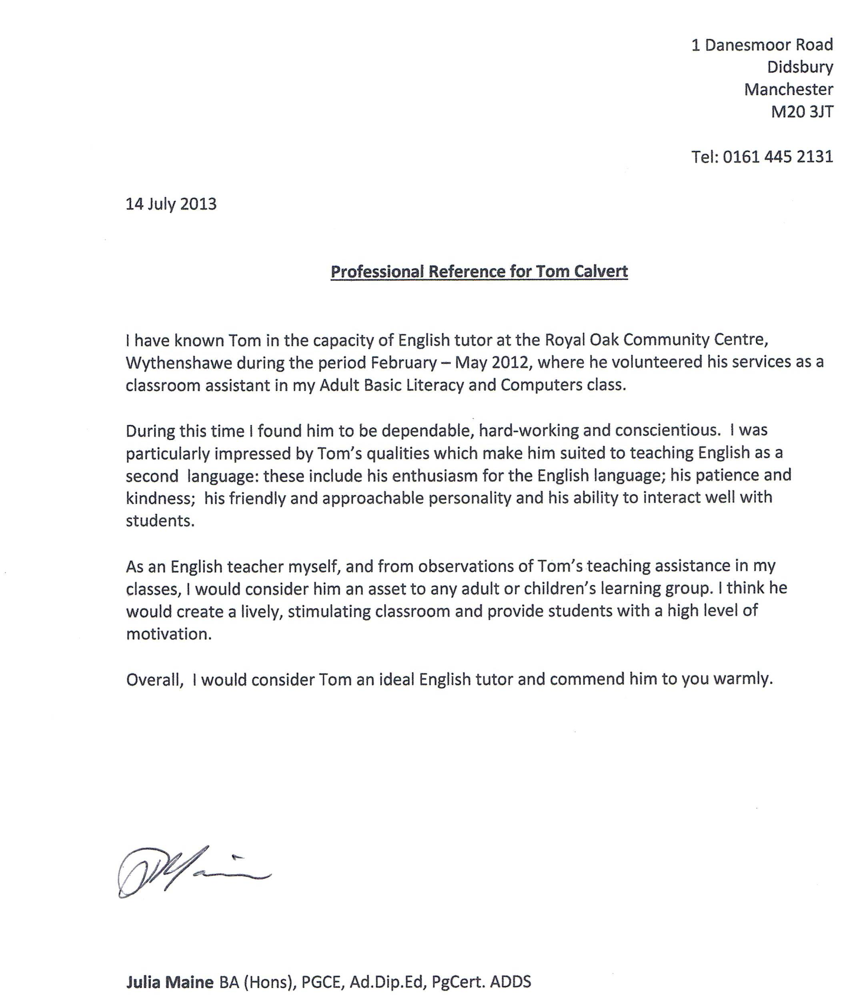 1 Danesmoor Road
Didsbury
Manchester
M20 3JT
Tel: 0161 445 2131
14 July 2013
Professional Reference for Tom Calvert
I have known Tom in the capacity of English tutor at the Royal Oak Community Centre,
Wythenshawe during the period February – May 2012, where he volunteered his services as a
classroom assistant in my Adult Basic Literacy and Computers class.
During this time I found him to be dependable, hard-working and conscientious.  I was
particularly impressed by Tom's qualities which make him suited to teaching English as a
second  language: these include his enthusiasm for the English language; his patience and
kindness;  his friendly and approachable personality and his ability to interact well with
students.
As an English teacher myself, and from observations of Tom's teaching assistance in my
classes, I would consider him an asset to any adult or children's learning group. I think he
would create a lively, stimulating classroom and provide students with a high level of
motivation.
Overall,  I would consider Tom an ideal English tutor and commend him to you warmly.
JMaine
Julia Maine BA (Hons), PGCE, Ad.Dip.Ed, PgCert. ADDS